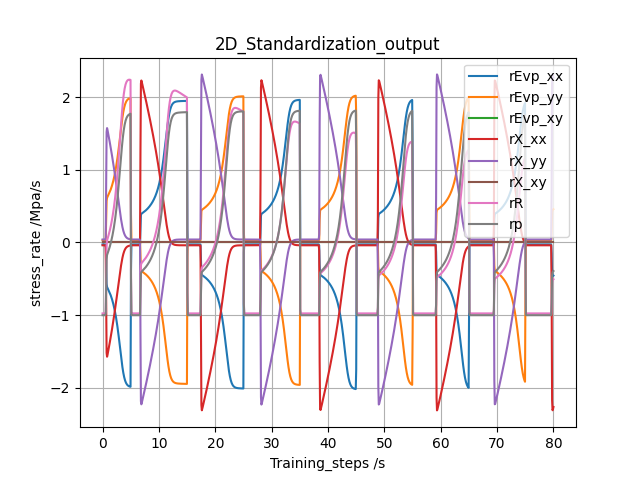 2D_Standardization_output
stress_rate /Mpa/s
2
1
0
−1
−2
0
10
20
30
40
50
60
70
80
Training_steps /s
rEvp_xx
rEvp_yy
rEvp_xy
rX_xx
rX_yy
rX_xy
rR
rp